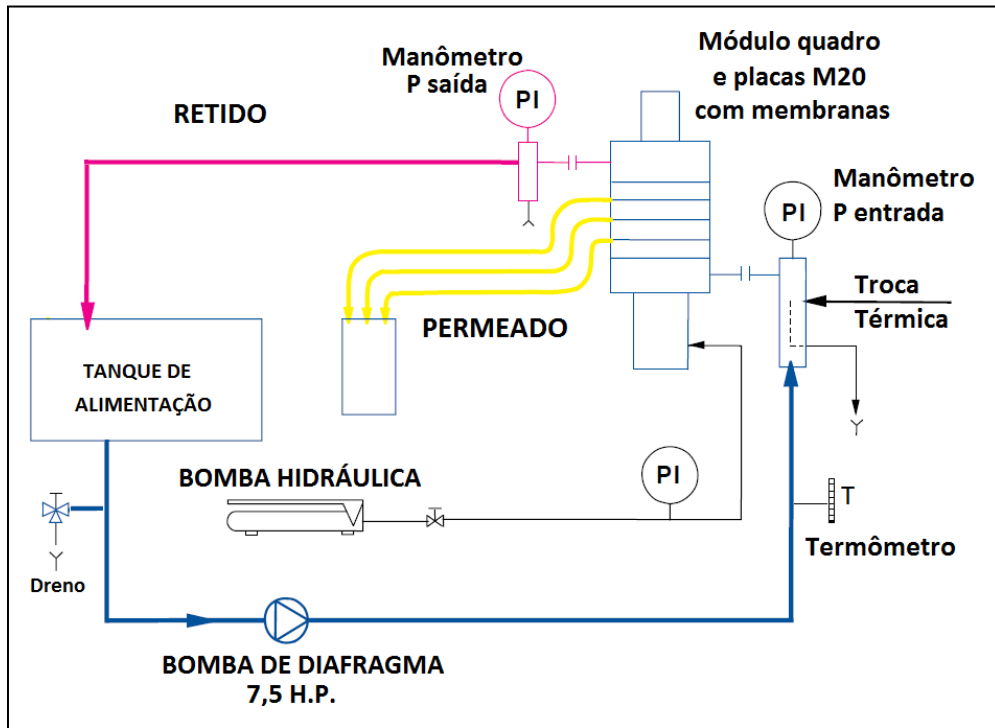 Manômetro
P saída
PI
RETIDO
Módulo quadro
e placas M20
com membranas
Manômetro
P entrada
PI
Troca
Térmica
PERMEADO
TANQUE DE
ALIMENTAÇÃO
BOMBA HIDRÁULICA
PI
T
Termômetro
Dreno
BOMBA DE DIAFRAGMA
7,5 H.P.